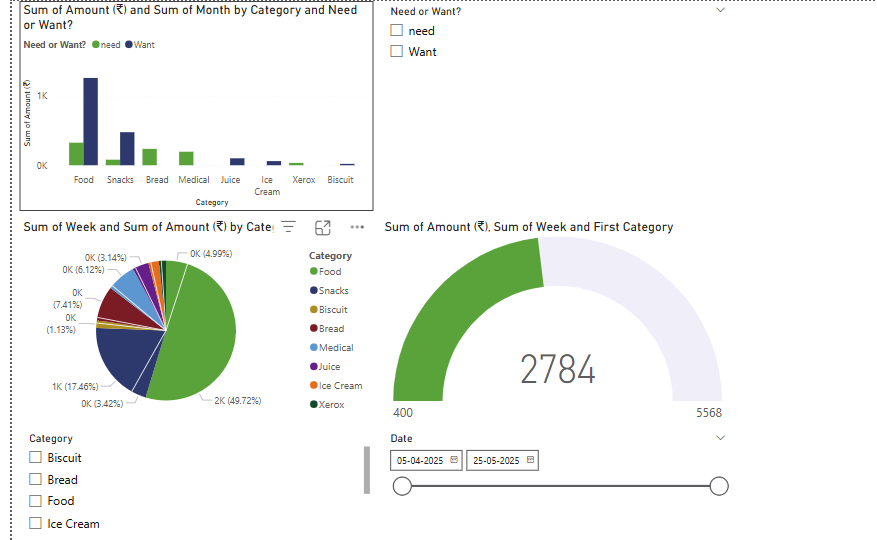 Sum of Amount (₹) and Sum of Month by Category and Need
or Want?
Need or Want? need Want
Sum of Amount (₹)
1K
0K
Food Snacks Bread Medical Juice Ice Cream Xerox Biscuit
Category
Need or Want?
need
Want
Sum of Week and Sum of Amount (₹) by Cate
0K (3.14%)
0K (4.99%)
0K (6.12%)
0K
(7.41%)
0K
(1.13%)
1K (17.46%)
0K (3.42%)
2K (49.72%)
Category
Food
Snacks
Biscuit
Bread
Medical
Juice
Ice Cream
Xerox
Sum of Amount (₹), Sum of Week and First Category
2784
400
5568
Category
Biscuit
Bread
Food
Ice Cream
Date
05-04-2025 25-05-2025